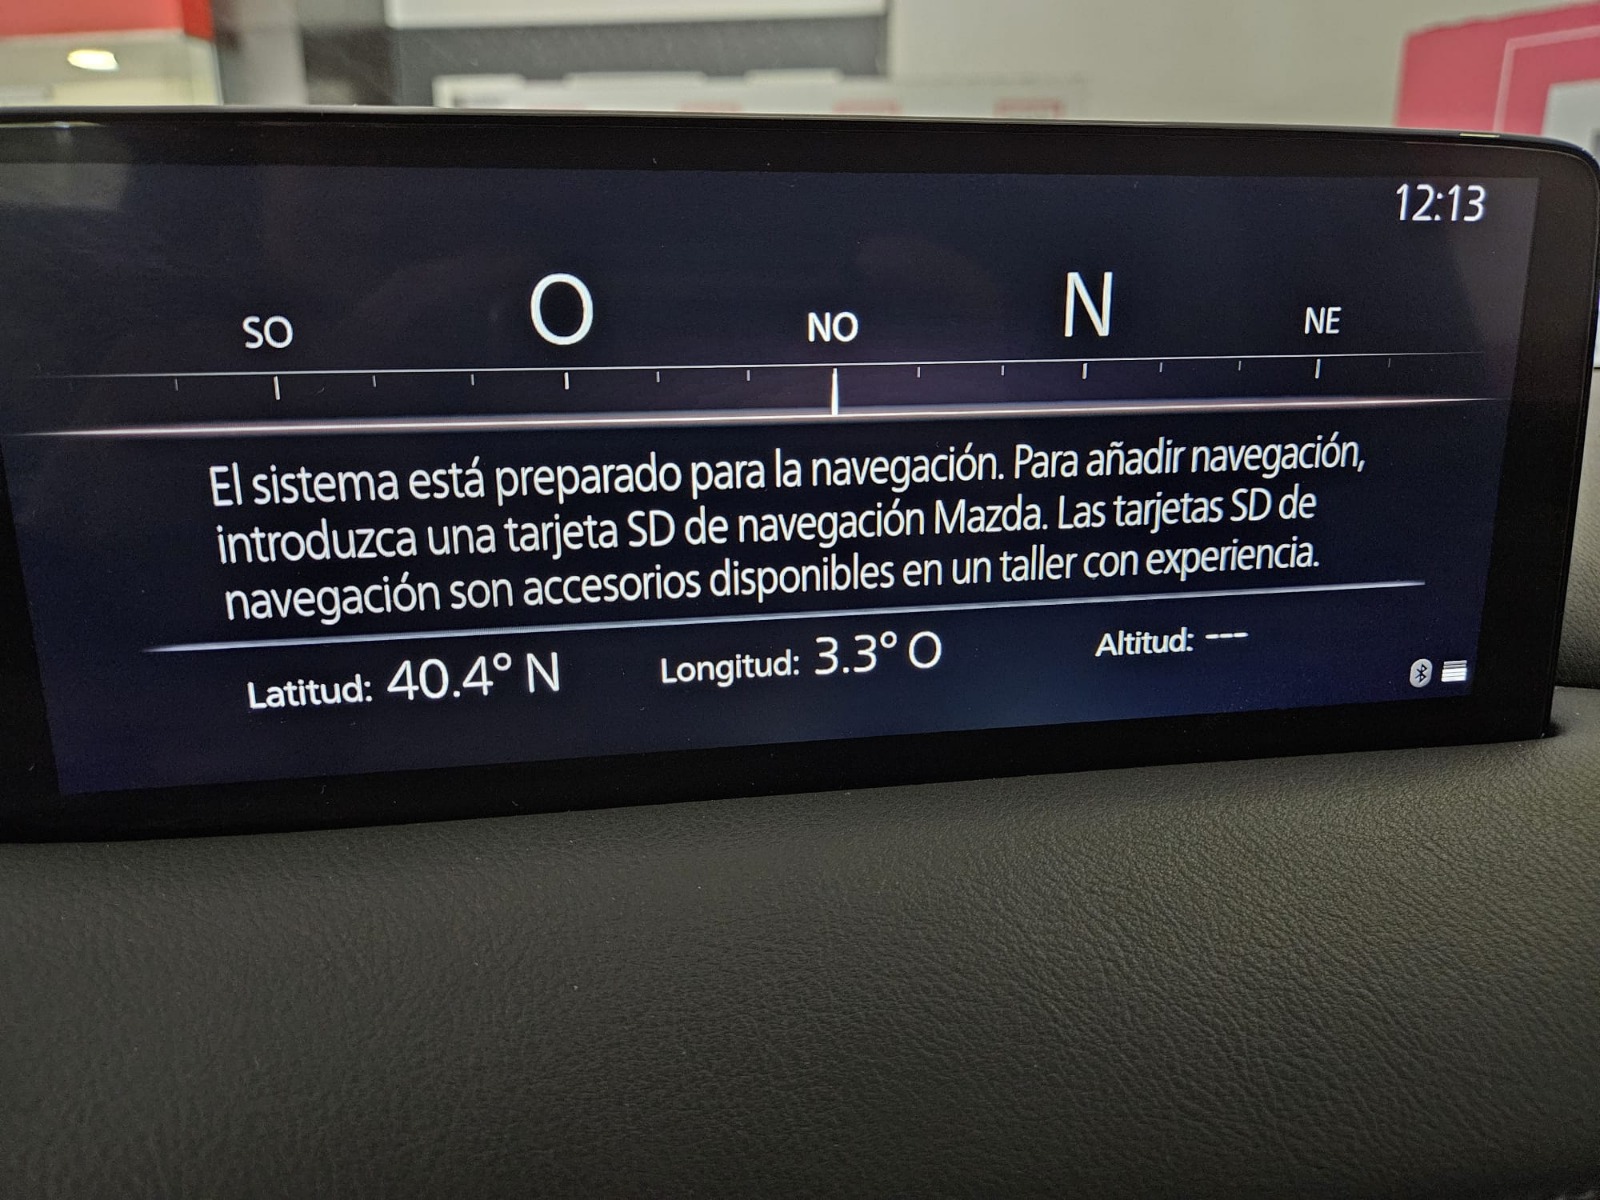 12:13
SO O NO N NE
El sistema está preparado para la navegación. Para añadir navegación,
introduzca una tarjeta SD de navegación Mazda. Las tarjetas SD de
navegación son accesorios disponibles en un taller con experiencia.
Latitud: 40.4° N Longitud: 3.3° O Altitud: ---